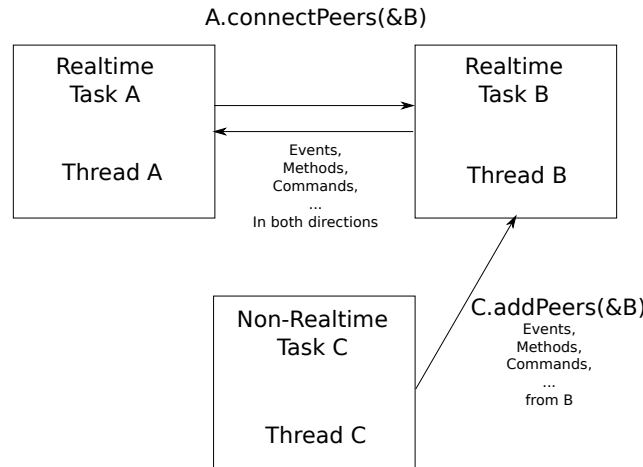 A.connectPeers(&B)
Realtime
Task A
Thread A
Realtime
Task B
Thread B
Events,
Methods,
Commands,
...
In both directions
Non-Realtime
Task C
Thread C
C.addPeers(&B)
Events,
Methods,
Commands,
...
from B